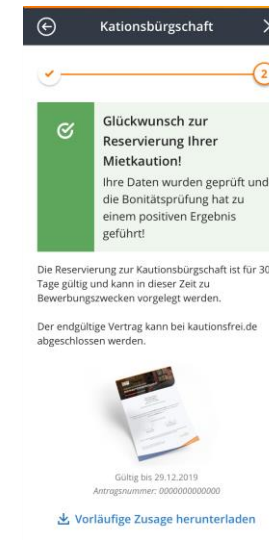 Kationsbürgschaft
2
Glückwunsch zur
Reservierung Ihrer
Mietkaution!
Ihre Daten wurden geprüft und
die Bonitätsprüfung hat zu
einem positiven Ergebnis
geführt!
Die Reservierung zur Kautionsbürgschaft ist für 30
Tage gültig und kann in dieser Zeit zu
Bewerbungszwecken vorgelegt werden.
Der endgültige Vertrag kann bei kautionsfrei.de
abgeschlossen werden.
Gültig bis 29.12.2019
Antragsnummer: 0000000000000
Vorläufige Zusage herunterladen